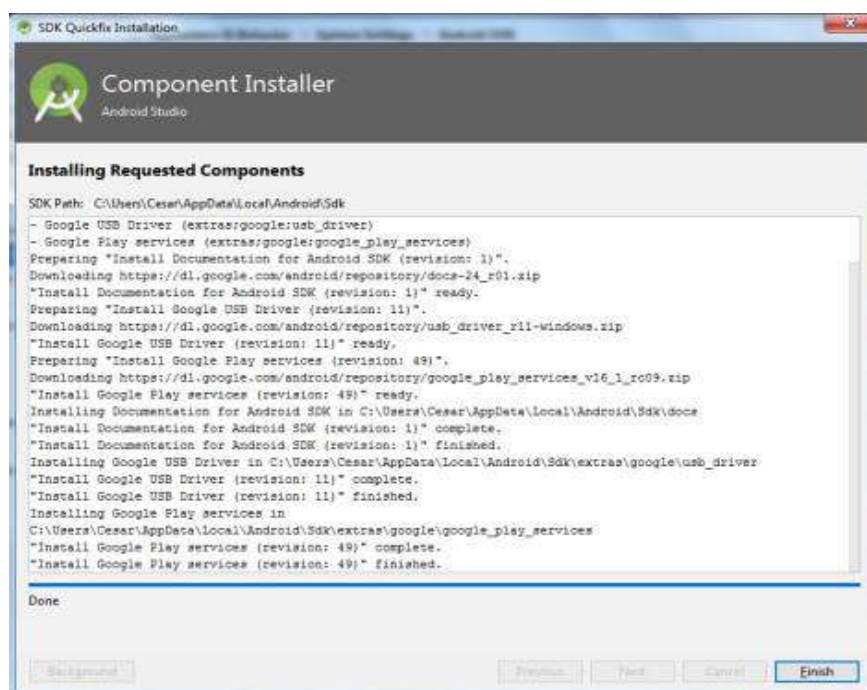 SDK Quickfix Installation
Component Installer
Android Studio
Installing Requested Components
SDK Path: C:\Users\Cesar\AppData\Local\Android\Sdk
- Google USB Driver (extras;google;usb_driver)
- Google Play services (extras;google;google_play_services)
Preparing "Install Documentation for Android SDK (revision: 1)".
Downloading https://dl.google.com/android/repository/docs-24_r01.zip
"Install Documentation for Android SDK (revision: 1)" ready.
Preparing "Install Google USB Driver (revision: 11)".
Downloading https://dl.google.com/android/repository/usb_driver_r11-windows.zip
"Install Google USB Driver (revision: 11)" ready.
Preparing "Install Google Play services (revision: 49)".
Downloading https://dl.google.com/android/repository/google_play_services_v16_1_rc09.zip
"Install Google Play services (revision: 49)" ready.
Installing Documentation for Android SDK in C:\Users\Cesar\AppData\Local\Android\Sdk\docs
"Install Documentation for Android SDK (revision: 1)" complete.
"Install Documentation for Android SDK (revision: 1)" finished.
Installing Google USB Driver in C:\Users\Cesar\AppData\Local\Android\Sdk\extras\google\usb_driver
"Install Google USB Driver (revision: 11)" complete.
"Install Google USB Driver (revision: 11)" finished.
Installing Google Play services in
C:\Users\Cesar\AppData\Local\Android\Sdk\extras\google\google_play_services
"Install Google Play services (revision: 49)" complete.
"Install Google Play services (revision: 49)" finished.
Done
Background Previous Next Cancel Finish